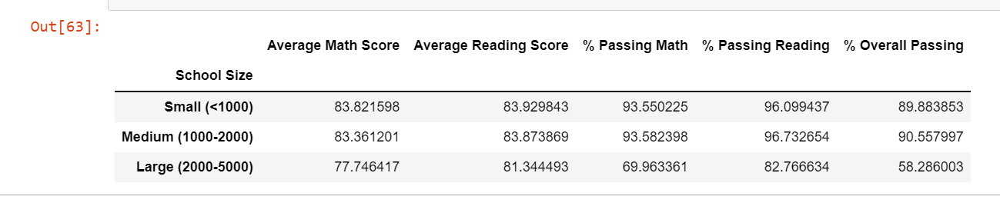 Out[63]:
Average Math Score Average Reading Score % Passing Math % Passing Reading % Overall Passing
School Size
Small (<1000) 83.821598 83.929843 93.550225 96.099437 89.883853
Medium (1000-2000) 83.361201 83.873869 93.582398 96.732654 90.557997
Large (2000-5000) 77.746417 81.344493 69.963361 82.766634 58.286003